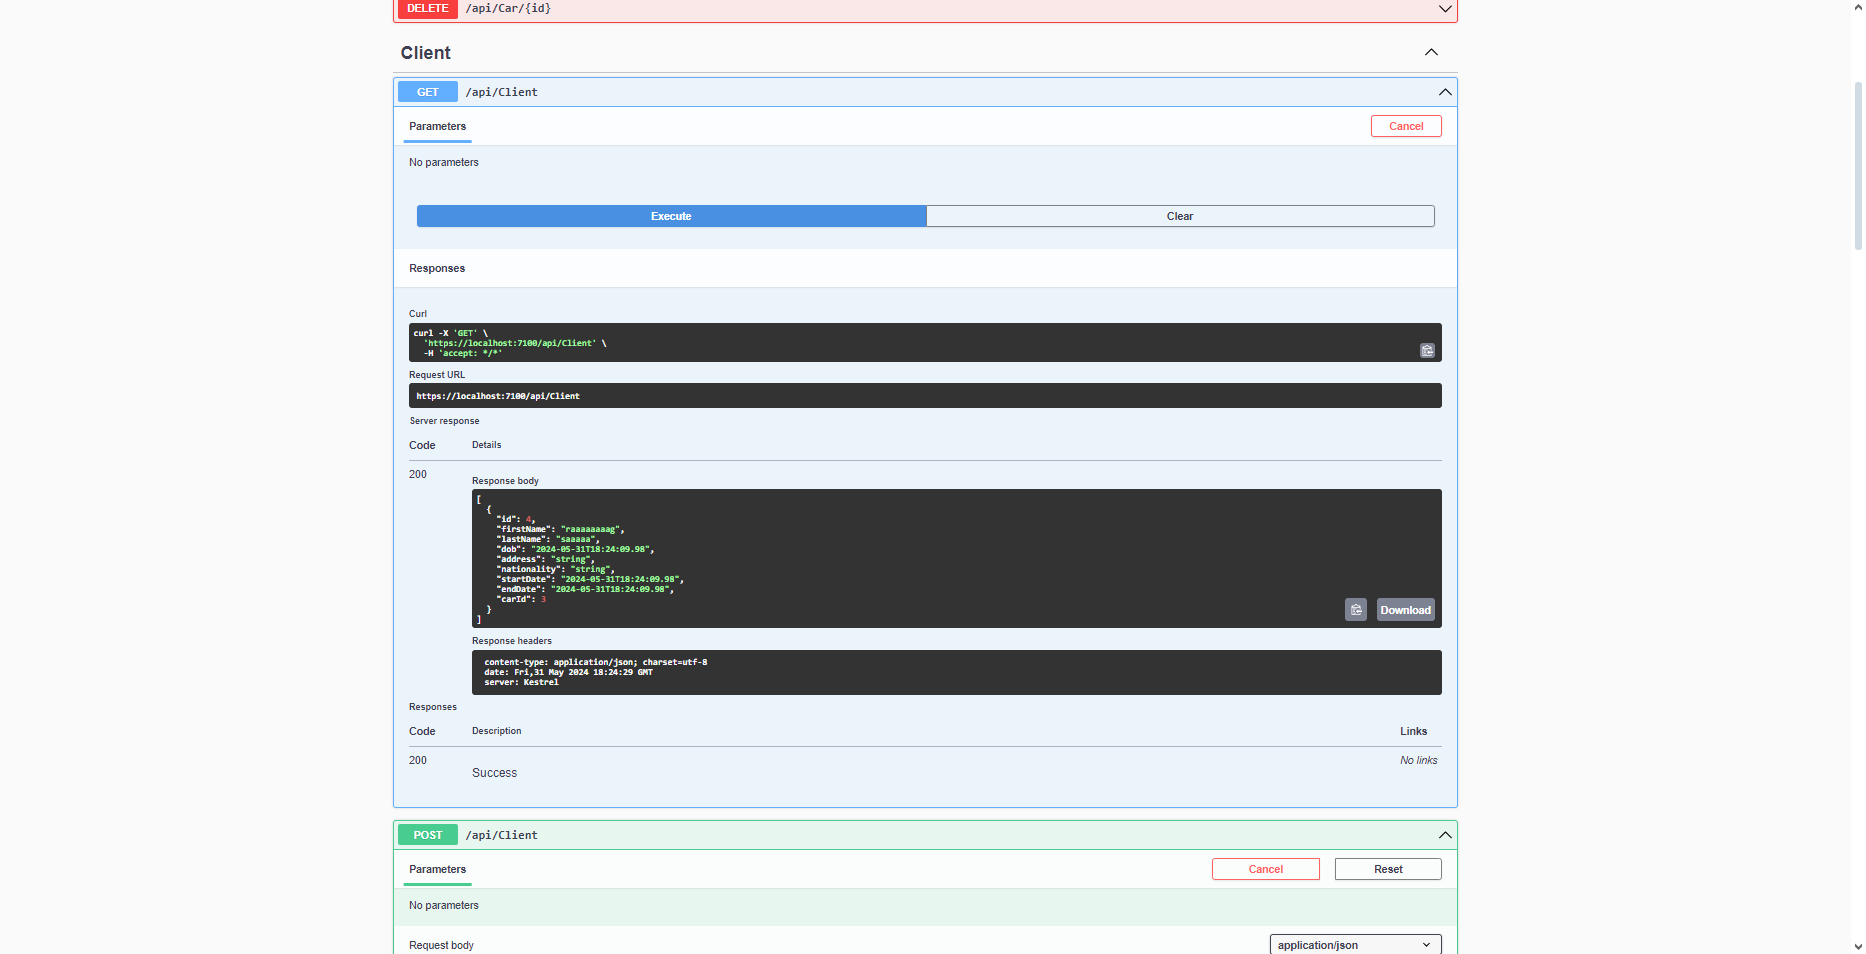 DELETE /api/Car/{id}
Client
GET /api/Client
Parameters Cancel
No parameters
Execute Clear
Responses
Curl
curl -X 'GET' \
'https://localhost:7100/api/Client' \
-H 'accept: */*'
Request URL
https://localhost:7100/api/Client
Server response
Code Details
200
Response body
[
{
"id": 4,
"firstName": "raaaaaaaag",
"lastName": "saaaaa",
"dob": "2024-05-31T18:24:09.98",
"address": "string",
"nationality": "string",
"startDate": "2024-05-31T18:24:09.98",
"endDate": "2024-05-31T18:24:09.98",
"carId": 3
}
]
Download
Response headers
content-type: application/json; charset=utf-8
date: Fri,31 May 2024 18:24:29 GMT
server: Kestrel
Responses
Code Description Links
200 Success No links
POST /api/Client
Parameters Cancel Reset
No parameters
Request body application/json